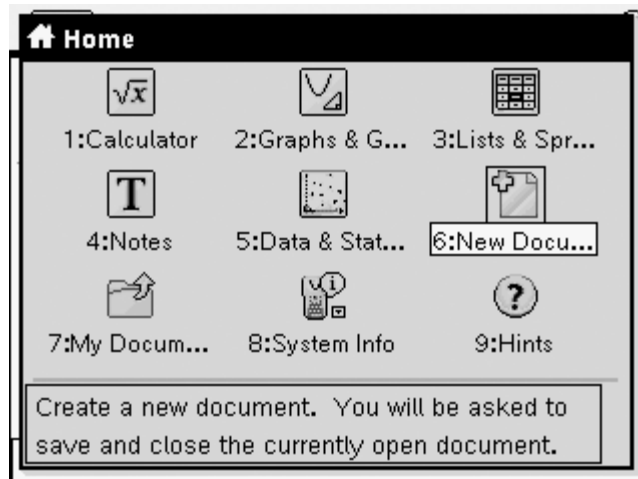 Home
√x
1:Calculator 2:Graphs & G... 3:Lists & Spr...
T
4:Notes 5:Data & Stat... 6:New Docu...
?
7:My Docum... 8:System Info 9:Hints
Create a new document. You will be asked to
save and close the currently open document.